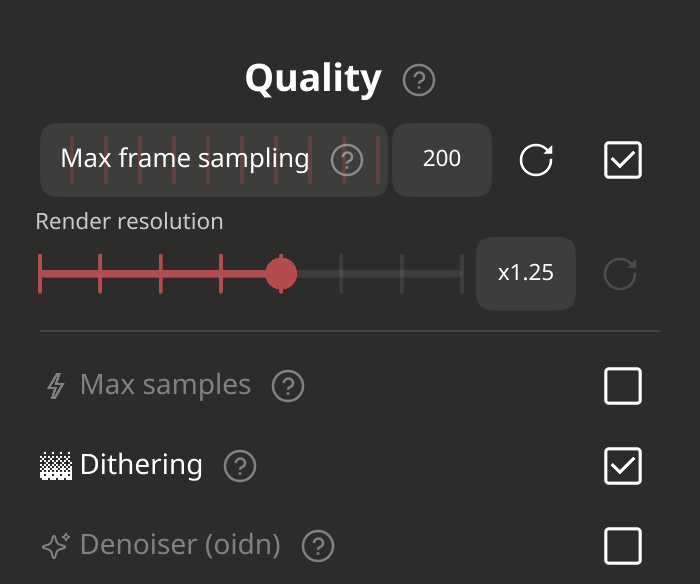 Quality ?
Max frame sampling ? 200
Render resolution
x1.25
Max samples ?
Dithering ?
Denoiser (oidn) ?